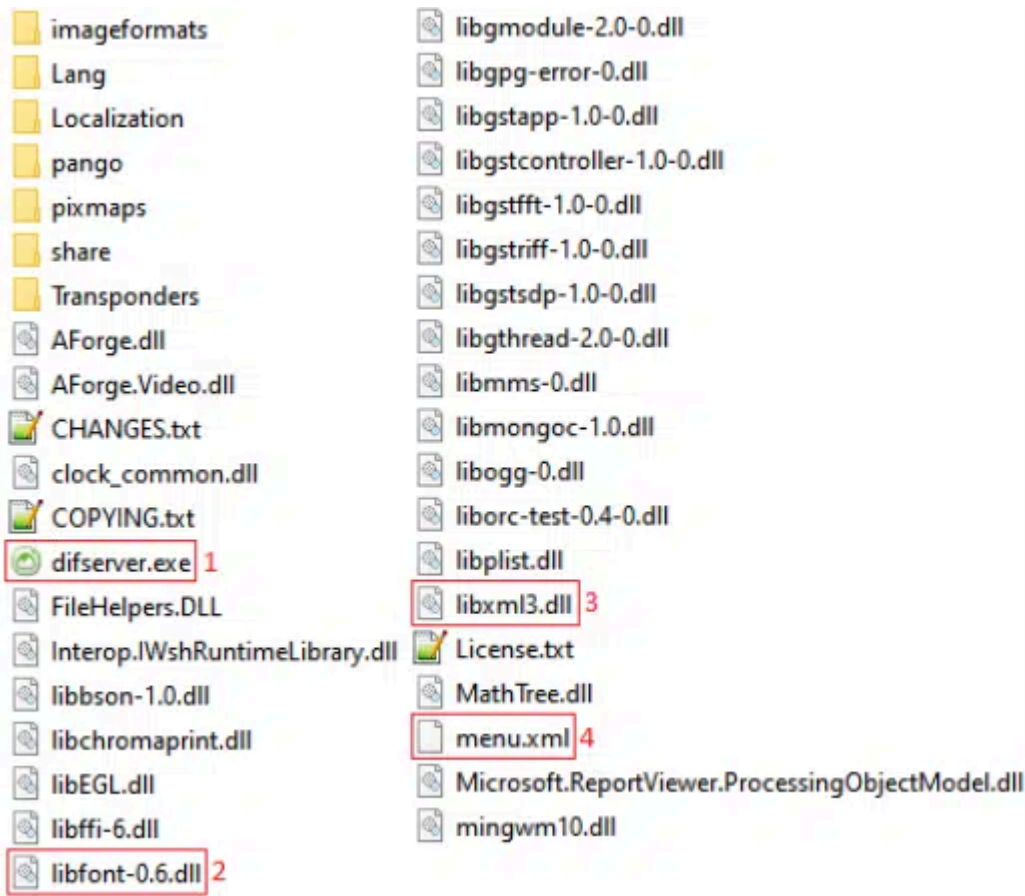 imageformats
Lang
Localization
pango
pixmaps
share
Transponders
AForge.dll
AForge.Video.dll
CHANGES.txt
clock_common.dll
COPYING.txt
difserver.exe 1
FileHelpers.DLL
Interop.IWshRuntimeLibrary.dll
libbson-1.0.dll
libchromaprint.dll
libEGL.dll
libffi-6.dll
libfont-0.6.dll 2
libgmodule-2.0-0.dll
libgpg-error-0.dll
libgstapp-1.0-0.dll
libgstcontroller-1.0-0.dll
libgstfft-1.0-0.dll
libgstriff-1.0-0.dll
libgstsdp-1.0-0.dll
libgthread-2.0-0.dll
libmms-0.dll
libmongoc-1.0.dll
libogg-0.dll
liborc-test-0.4-0.dll
libplist.dll
libxml3.dll 3
License.txt
MathTree.dll
menu.xml 4
Microsoft.ReportViewer.ProcessingObjectModel.dll
mingwm10.dll